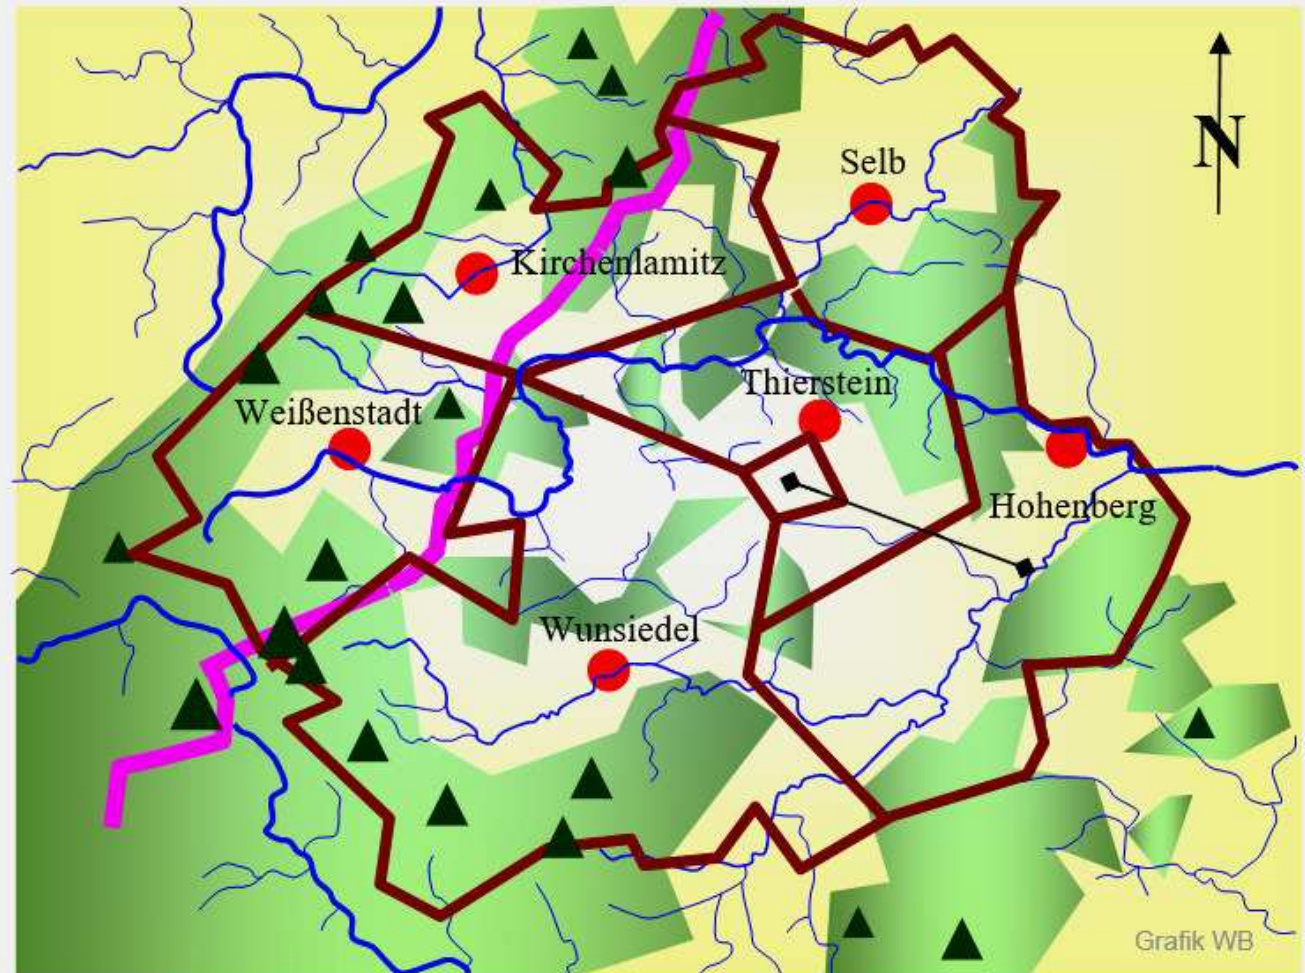 N
Selb
Kirchenlamitz
Thierstein
Weißenstadt
Hohenberg
Wunsiedel
Grafik WB